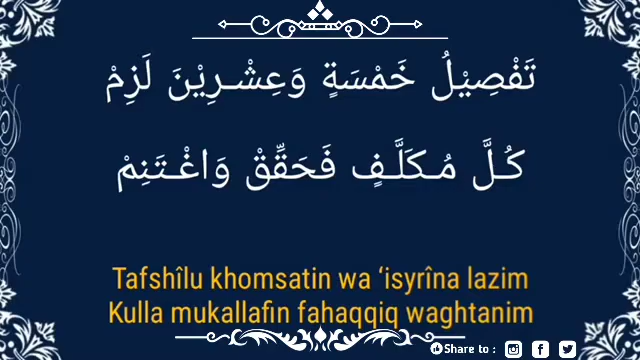 تَفْصِيْلُ خَمْسَةٍ وَعِشْرِيْنَ لَزِمْ
كُلَّ مُكَلَّفٍ فَحَقِّقْ وَاغْتَنِمْ
Tafshîlu khomsatin wa ‘isyrîna lazim
Kulla mukallafin fahaqqiq waghtanim
Share to :